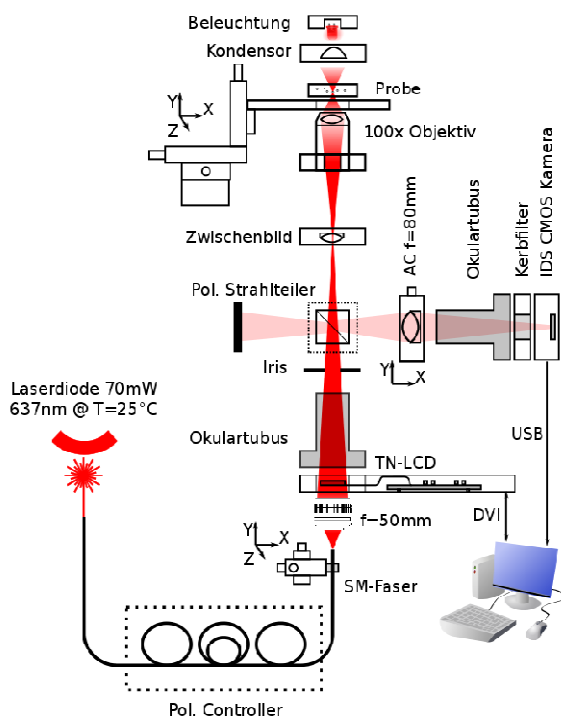 Beleuchtung
Kondensor
Probe
Y
X
Z
100x Objektiv
Zwischenbild
AC f=80mm
Okulartubus
Kerbfilter
IDS CMOS Kamera
Pol. Strahlteiler
Y
X
Iris
Laserdiode 70mW
637nm @ T=25°C
Okulartubus
USB
TN-LCD
DVI
f=50mm
Y
X
Z
SM-Faser
Pol. Controller